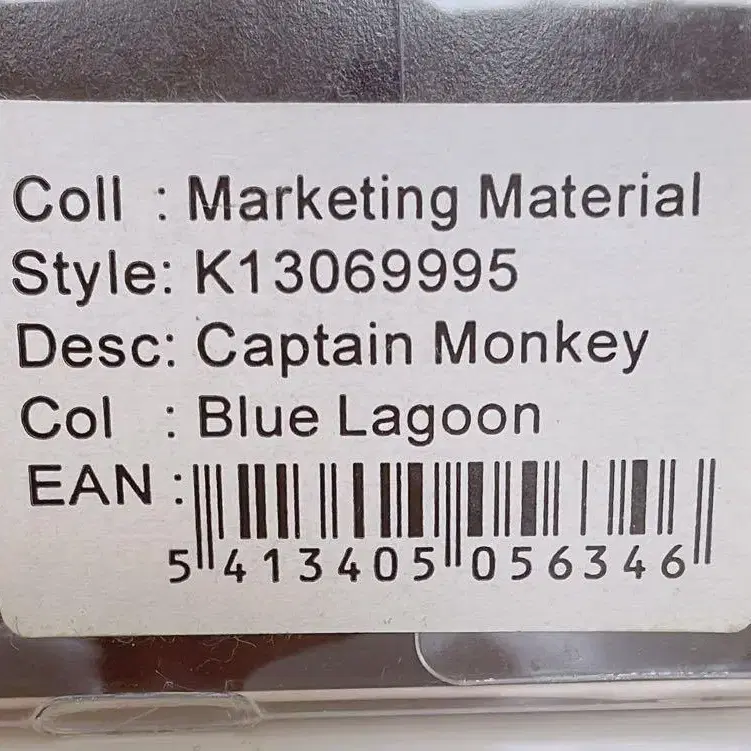 Coll : Marketing Material
Style: K13069995
Desc: Captain Monkey
Col : Blue Lagoon
EAN :
5 413405 056346